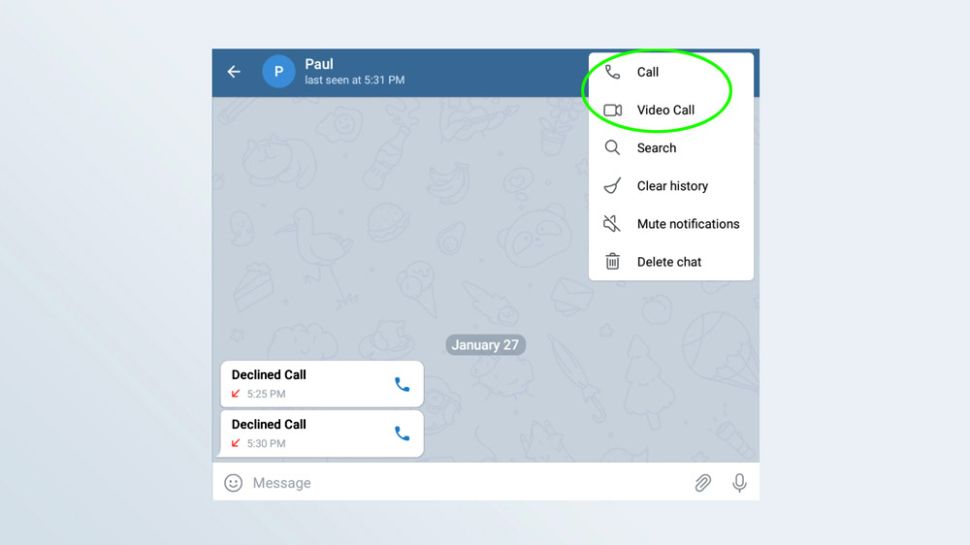 P
Paul
last seen at 5:31 PM
Call
Video Call
Search
Clear history
Mute notifications
Delete chat
January 27
Declined Call
5:25 PM
Declined Call
5:30 PM
Message